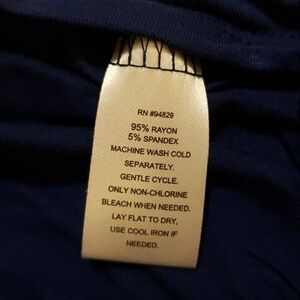 RN #94829
95% RAYON
5% SPANDEX
MACHINE WASH COLD
SEPARATELY.
GENTLE CYCLE.
ONLY NON-CHLORINE
BLEACH WHEN NEEDED.
LAY FLAT TO DRY,
USE COOL IRON IF
NEEDED.